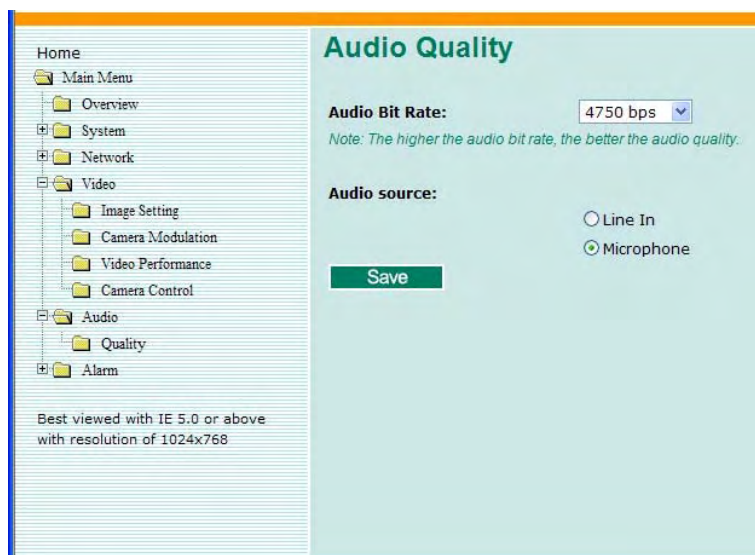 Home
Main Menu
Overview
System
Network
Video
Image Setting
Camera Modulation
Video Performance
Camera Control
Audio
Quality
Alarm
Best viewed with IE 5.0 or above
with resolution of 1024x768
Audio Quality
Audio Bit Rate: 4750 bps
Note: The higher the audio bit rate, the better the audio quality.
Audio source:
Line In
Microphone
Save